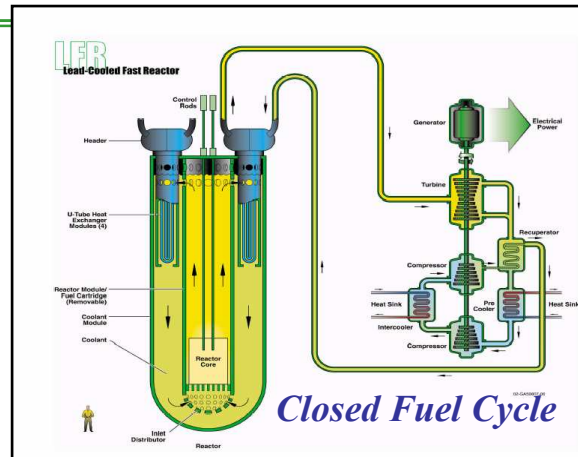 LFR
Lead-Cooled Fast Reactor
Control
Rods
Header
Generator
Electrical
Power
Turbine
U-Tube Heat
Exchanger
Modules (4)
Recuperator
Compressor
Reactor Module/
Fuel Cartridge
(Removable)
Heat Sink
Pre
Cooler
Heat Sink
Coolant
Module
Intercooler
Coolant
Reactor
Core
Compressor
Inlet
Distributor
Reactor
Closed Fuel Cycle